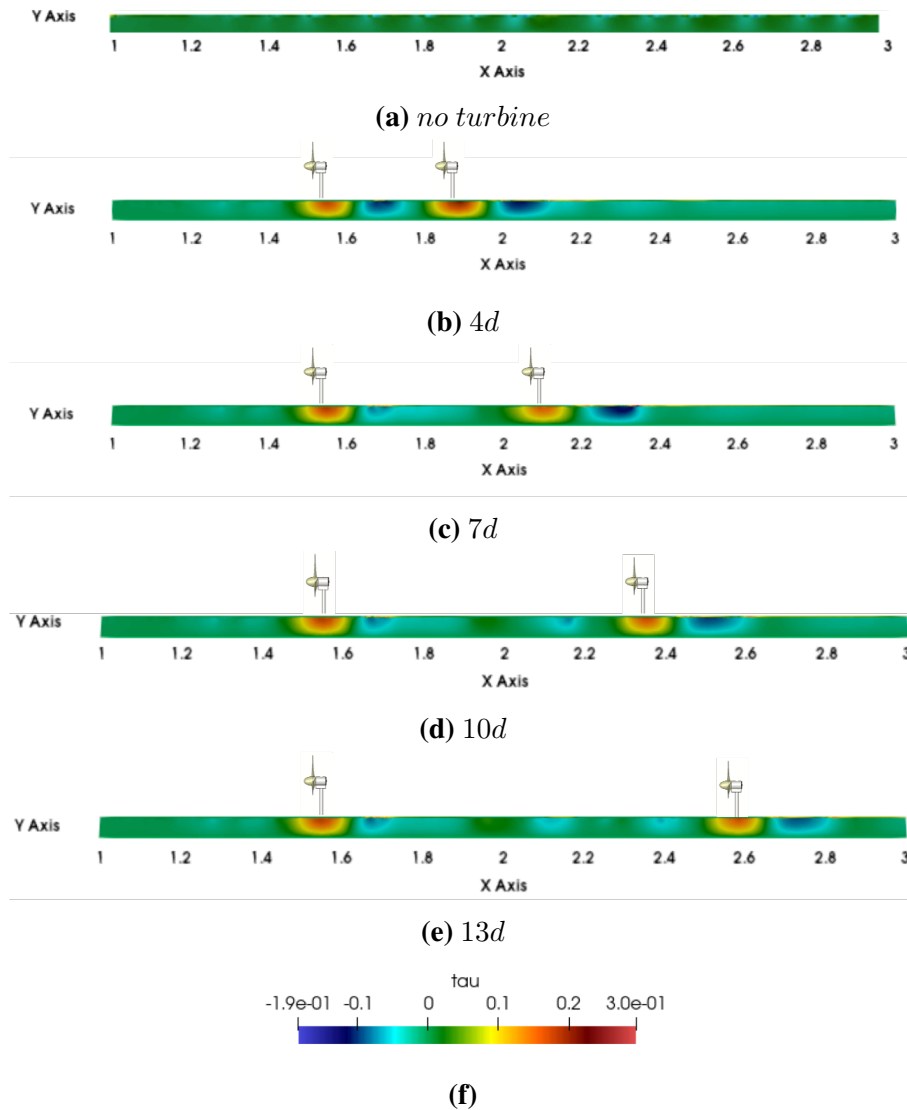 Y Axis
1 1.2 1.4 1.6 1.8 2 2.2 2.4 2.6 2.8 3
X Axis
(a) no turbine
Y Axis
1 1.2 1.4 1.6 1.8 2 2.2 2.4 2.6 2.8 3
X Axis
(b) 4d
Y Axis
1 1.2 1.4 1.6 1.8 2 2.2 2.4 2.6 2.8 3
X Axis
(c) 7d
Y Axis
1 1.2 1.4 1.6 1.8 2 2.2 2.4 2.6 2.8 3
X Axis
(d) 10d
Y Axis
1 1.2 1.4 1.6 1.8 2 2.2 2.4 2.6 2.8 3
X Axis
(e) 13d
tau
-1.9e-01 -0.1 0 0.1 0.2 3.0e-01
(f)